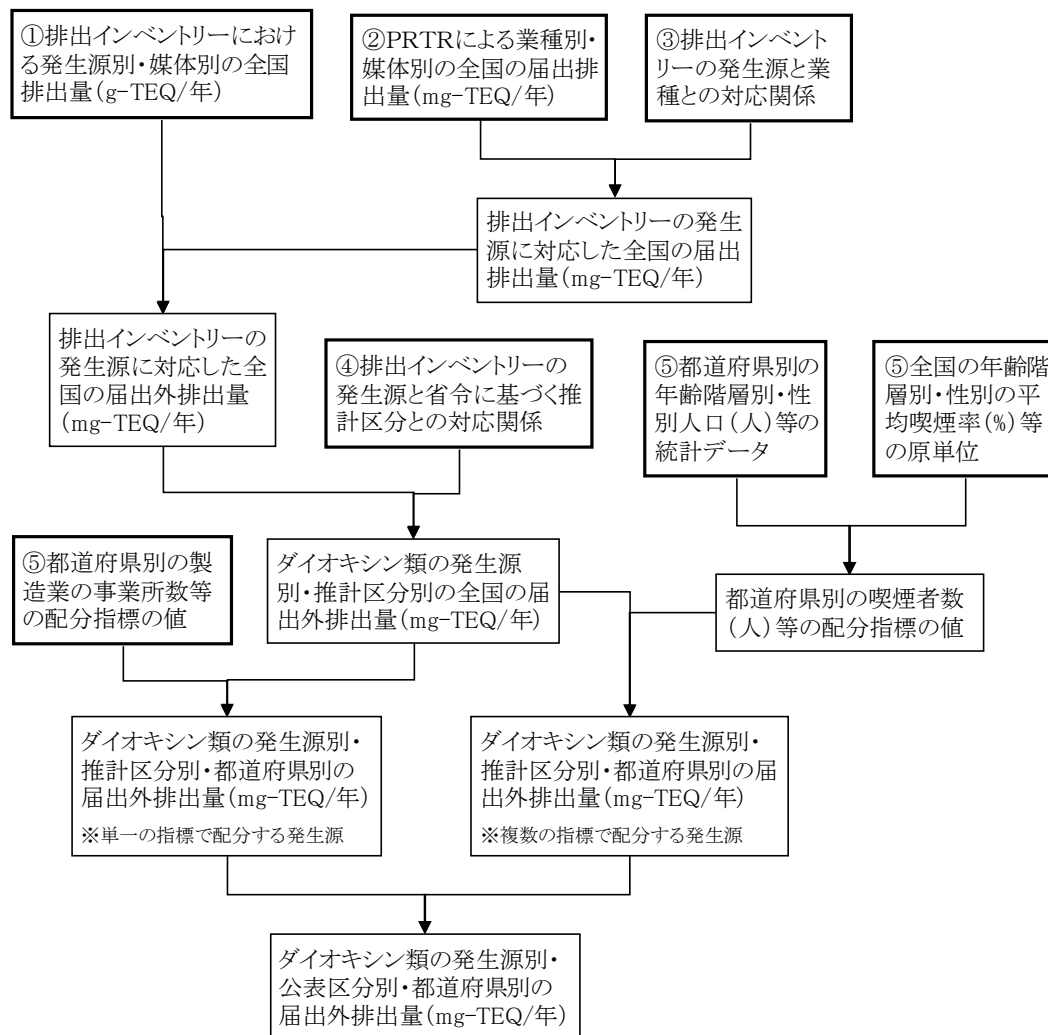 ①排出インベントリーにおけ
る発生源別・媒体別の全国
排出量(g-TEQ/年)
②PRTRによる業種別・
媒体別の全国の届出排
出量(mg-TEQ/年)
③排出インベント
リーの発生源と業
種との対応関係
排出インベントリーの発生
源に対応した全国の届出
排出量(mg-TEQ/年)
排出インベントリーの
発生源に対応した全
国の届出外排出量
(mg-TEQ/年)
④排出インベントリーの
発生源と省令に基づく推
計区分との対応関係
⑤都道府県別の
年齢階層別・性
別人口(人)等の
統計データ
⑤全国の年齢階
層別・性別の平
均喫煙率(%)等
の原単位
⑤都道府県別の製
造業の事業所数等
の配分指標の値
ダイオキシン類の発生源
別・推計区分別の全国の届
出外排出量(mg-TEQ/年)
都道府県別の喫煙者数
(人)等の配分指標の値
ダイオキシン類の発生源別・
推計区分別・都道府県別の
届出外排出量(mg-TEQ/年)
※単一の指標で配分する発生源
ダイオキシン類の発生源別・
推計区分別・都道府県別の届
出外排出量(mg-TEQ/年)
※複数の指標で配分する発生源
ダイオキシン類の発生源別・
公表区分別・都道府県別の
届出外排出量(mg-TEQ/年)